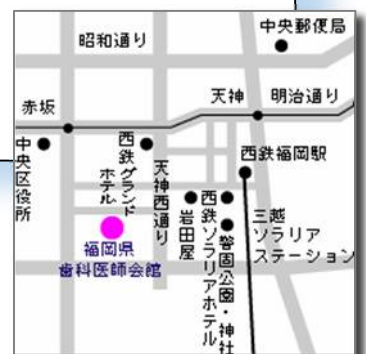 中央郵便局
昭和通り
天神
明治通り
赤坂
西鉄福岡駅
中央区役所
西鉄グランド
ホテル
天神西通り
岩田屋
西鉄ソラリアホテル
警固公園・神社
三越
ソラリア
ステーション
福岡県
歯科医師会館